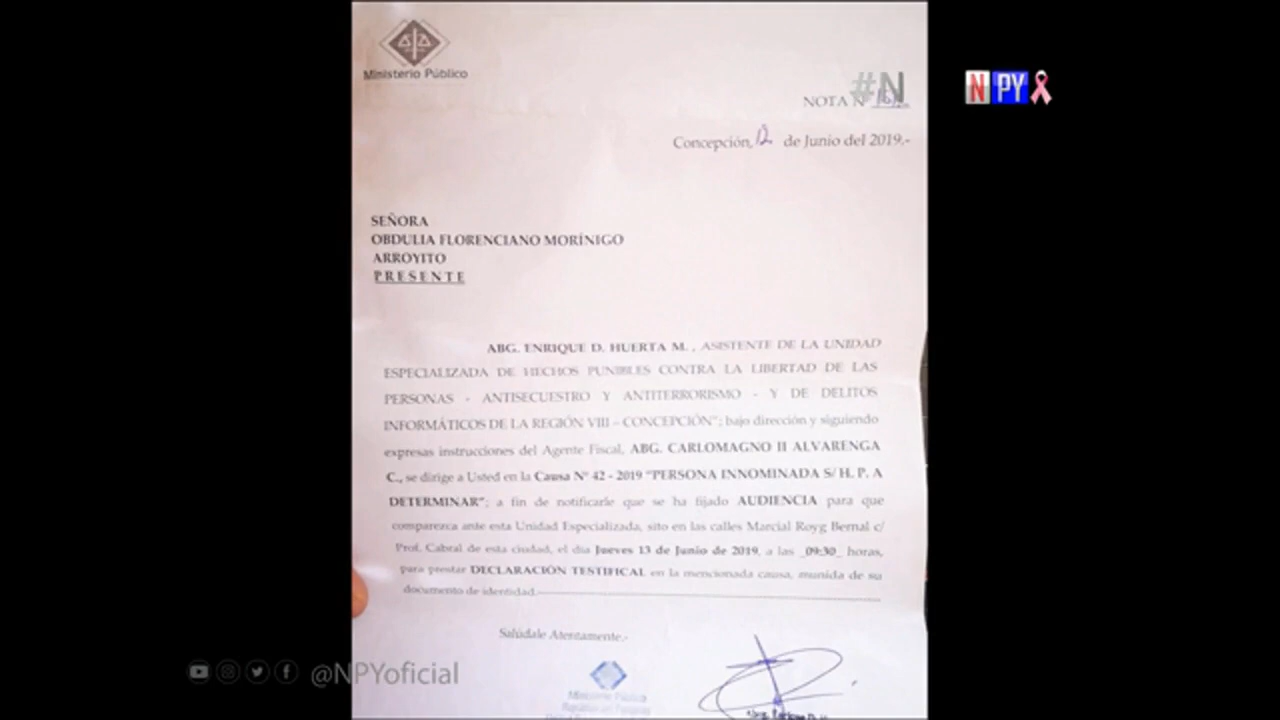 Ministerio Público
#N
NPY
NOTA N°
Concepción, 12 de Junio del 2019.-
SEÑORA
OBDULIA FLORENCIANO MORÍNIGO
ARROYITO
PRESENTE
ABG. ENRIQUE D. HUERTA M., ASISTENTE DE LA UNIDAD
ESPECIALIZADA DE HECHOS PUNIBLES CONTRA LA LIBERTAD DE LAS
PERSONAS - ANTISECUESTRO Y ANTITERRORISMO - Y DE DELITOS
INFORMÁTICOS DE LA REGIÓN VIII – CONCEPCIÓN"; bajo dirección y siguiendo
expresas instrucciones del Agente Fiscal, ABG. CARLOMAGNO II ALVARENGA
C., se dirige a Usted en la Causa N° 42 - 2019 "PERSONA INNOMINADA S/ H. P. A
DETERMINAR"; a fin de notificarle que se ha fijado AUDIENCIA para que
comparezca ante esta Unidad Especializada, sito en las calles Marcial Royg Bernal c/
Prof. Cabral de esta ciudad, el día Jueves 13 de Junio de 2019, a las _09:30_ horas,
para prestar DECLARACIÓN TESTIFICAL en la mencionada causa, munida de su
documento de identidad.
Salúdale Atentamente.-
@NPYoficial
Ministerio Público